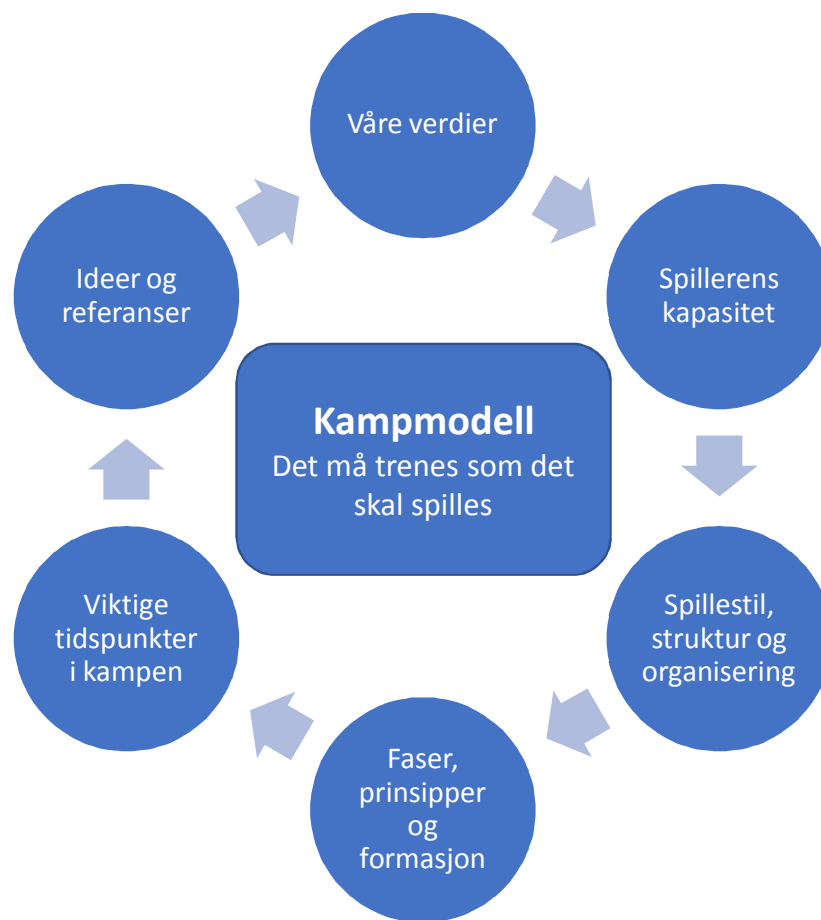 Våre verdier
Spillerens
kapasitet
Spillestil,
struktur og
organisering
Faser,
prinsipper
og
formasjon
Viktige
tidspunkter
i kampen
Ideer og
referanser
Kampmodell
Det må trenes som det
skal spilles